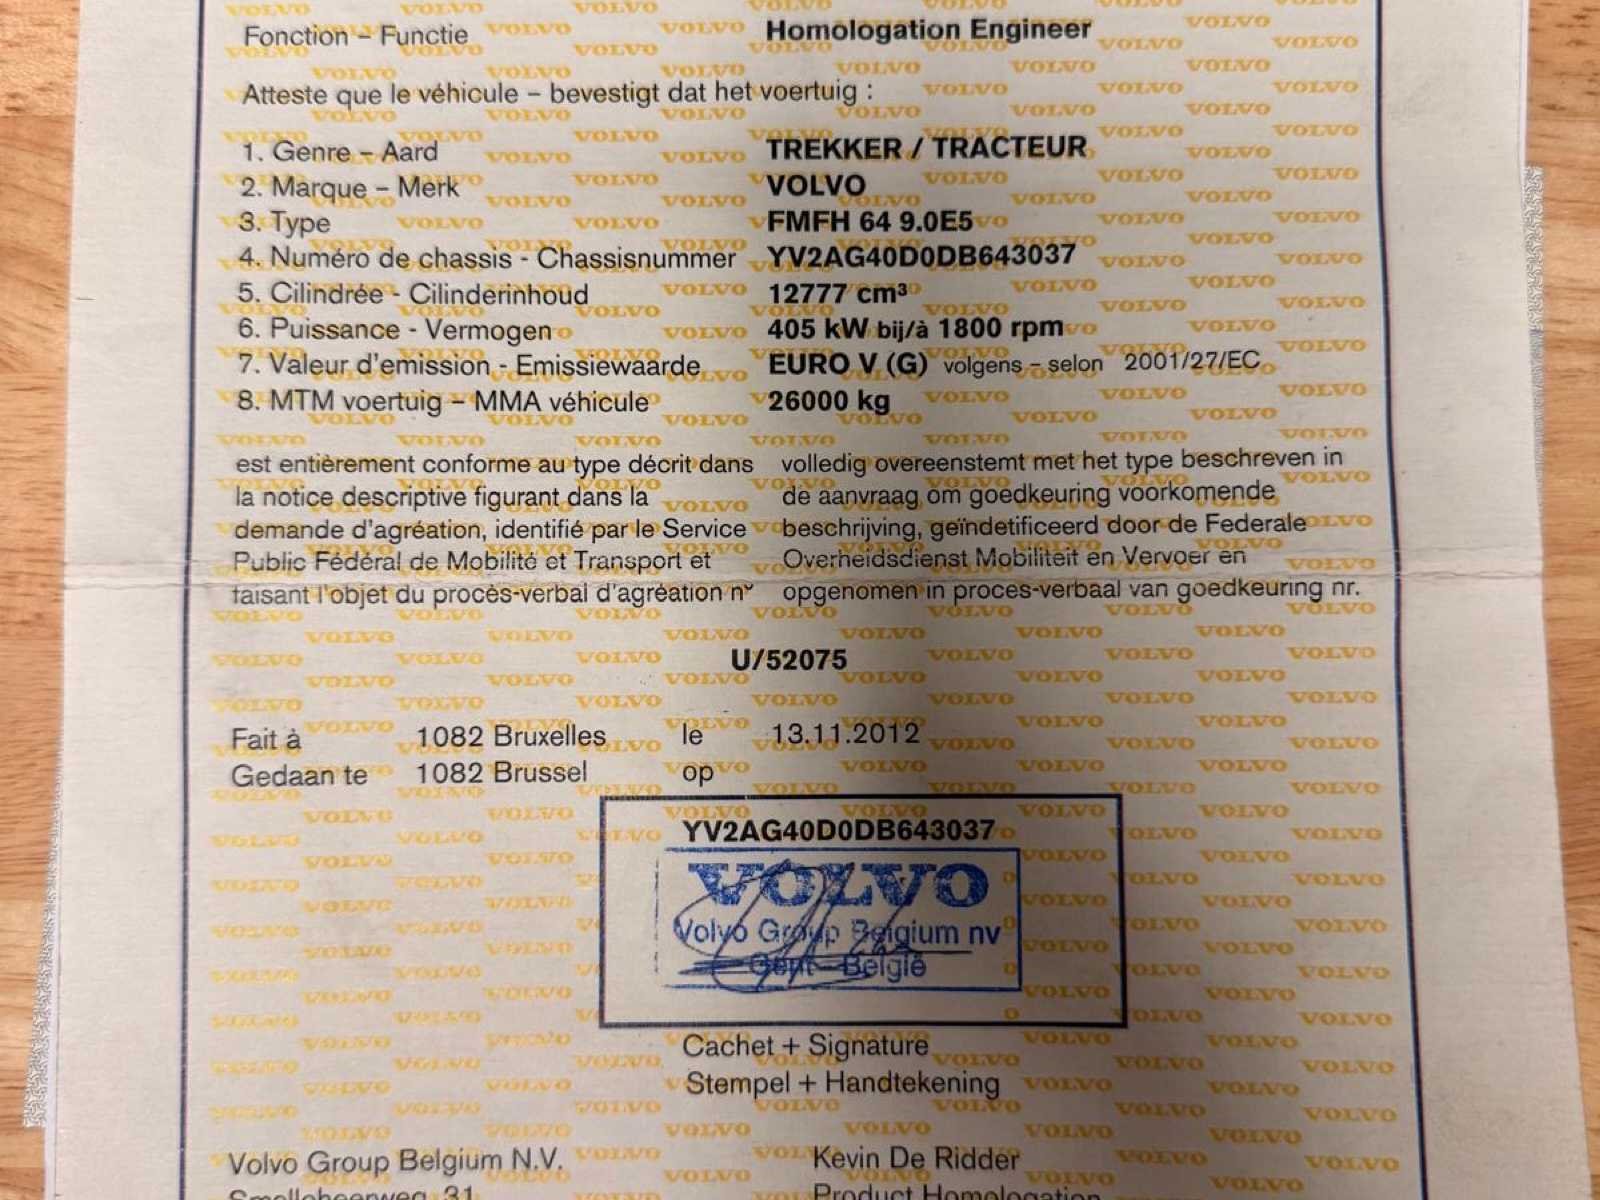 Fonction – Functie Homologation Engineer
Atteste que le véhicule – bevestigt dat het voertuig :
1. Genre – Aard TREKKER / TRACTEUR
2. Marque – Merk VOLVO
3. Type FMFH 64 9.0E5
4. Numéro de chassis - Chassisnummer YV2AG40D0DB643037
5. Cilindrée - Cilinderinhoud 12777 cm³
6. Puissance - Vermogen 405 kW bij/à 1800 rpm
7. Valeur d'emission - Emissiewaarde EURO V (G) volgens – selon 2001/27/EC
8. MTM voertuig – MMA véhicule 26000 kg
est entièrement conforme au type décrit dans
la notice descriptive figurant dans la
demande d'agréation, identifié par le Service
Public Fédéral de Mobilité et Transport et
faisant l'objet du procès-verbal d'agréation n°
volledig overeenstemt met het type beschreven in
de aanvraag om goedkeuring voorkomende
beschrijving, geïndetificeerd door de Federale
Overheidsdienst Mobiliteit en Vervoer en
opgenomen in proces-verbaal van goedkeuring nr.
U/52075
Fait à 1082 Bruxelles le 13.11.2012
Gedaan te 1082 Brussel op
YV2AG40D0DB643037
VOLVO
Volvo Group Belgium nv
Gent - België
Cachet + Signature
Stempel + Handtekening
Volvo Group Belgium N.V. Kevin De Ridder
Smalleheerweg 31 Product Homologation